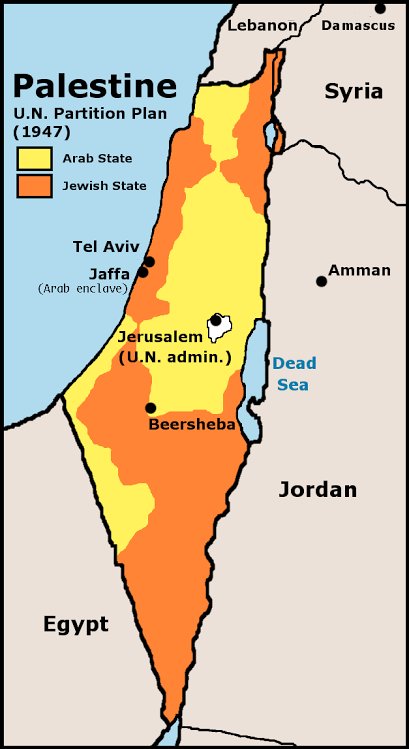 Lebanon
Damascus
Palestine
U.N. Partition Plan
(1947)
Arab State
Jewish State
Syria
Tel Aviv
Jaffa
(Arab enclave)
Amman
Jerusalem
(U.N. admin.)
Dead
Sea
Beersheba
Jordan
Egypt